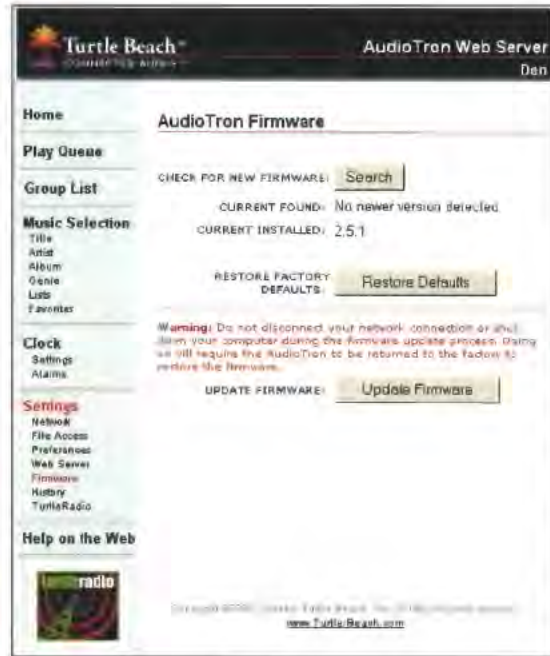 Turtle Beach
AudioTron Web Server
Den
Home
Play Queue
Group List
Music Selection
Title
Artist
Album
Genre
Lists
Favorites
Clock
Settings
Alarms
Settings
Network
File Access
Preferences
Web Server
Firmware
History
TurtleRadio
Help on the Web
radio
AudioTron Firmware
CHECK FOR NEW FIRMWARE: Search
CURRENT FOUND: No newer version detected
CURRENT INSTALLED: 2.5.1
RESTORE FACTORY
DEFAULTS: Restore Defaults
Warning: Do not disconnect your network connection or shut
down your computer during the firmware update process. Doing
so will require the AudioTron to be returned to the factory to
restore the firmware.
UPDATE FIRMWARE: Update Firmware
www.TurtleBeach.com